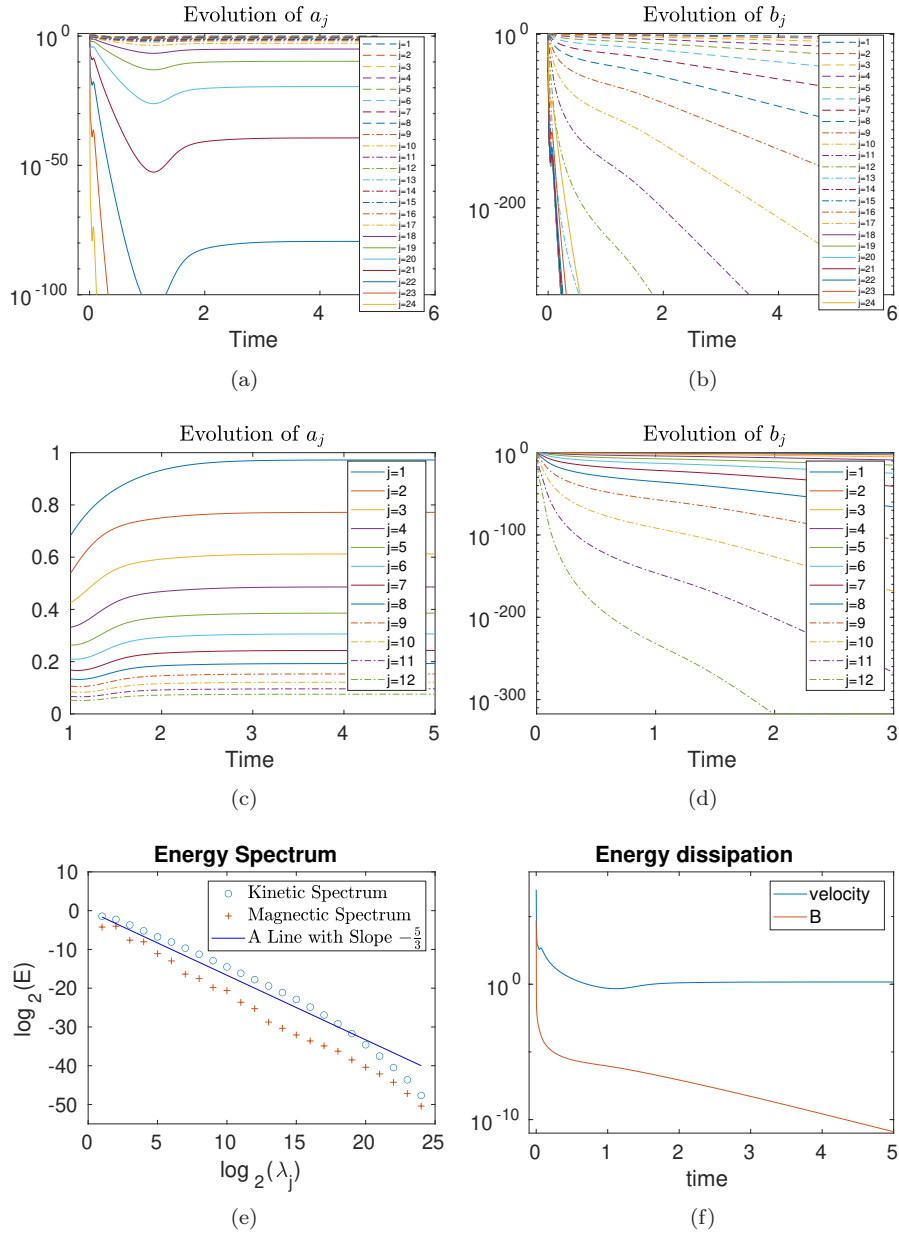 Evolution of a_j
10^0
10^-50
10^-100
0 2 4 6
Time
j=1
j=2
j=3
j=4
j=5
j=6
j=7
j=8
j=9
j=10
j=11
j=12
j=13
j=14
j=15
j=16
j=17
j=18
j=19
j=20
j=21
j=22
j=23
j=24
(a)
Evolution of b_j
10^0
10^-200
0 2 4 6
Time
j=1
j=2
j=3
j=4
j=5
j=6
j=7
j=8
j=9
j=10
j=11
j=12
j=13
j=14
j=15
j=16
j=17
j=18
j=19
j=20
j=21
j=22
j=23
j=24
(b)
Evolution of a_j
1
0.8
0.6
0.4
0.2
0
1 2 3 4 5
Time
j=1
j=2
j=3
j=4
j=5
j=6
j=7
j=8
j=9
j=10
j=11
j=12
(c)
Evolution of b_j
10^0
10^-100
10^-200
10^-300
0 1 2 3
Time
j=1
j=2
j=3
j=4
j=5
j=6
j=7
j=8
j=9
j=10
j=11
j=12
(d)
Energy Spectrum
log_2(E)
10
0
-10
-20
-30
-40
-50
0 5 10 15 20 25
log_2(λ_j)
Kinetic Spectrum
Magnectic Spectrum
A Line with Slope −5/3
(e)
Energy dissipation
10^0
10^-10
0 1 2 3 4 5
time
velocity
B
(f)